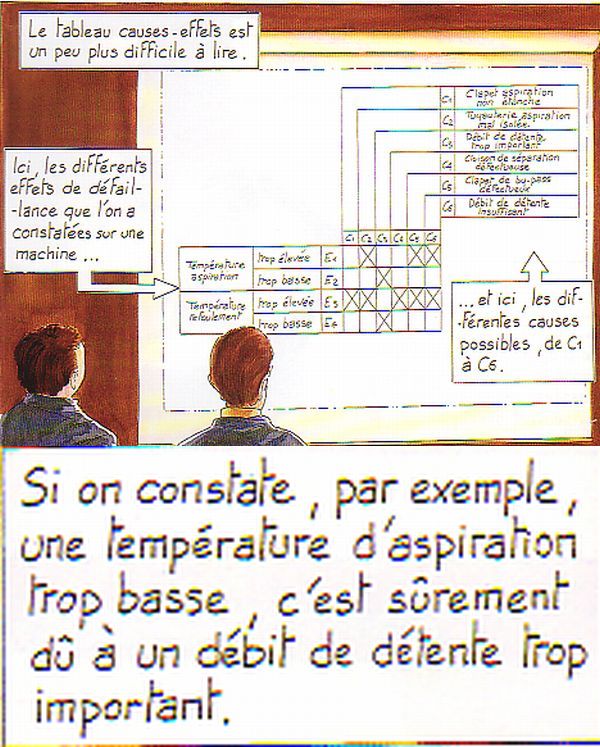 Le tableau causes-effets est
un peu plus difficile à lire.
C1 Clapet aspiration
non étanche
C2 Tuyauterie aspiration
mal isolée.
C3 Débit de détente
trop important
C4 Liaison de séparation
défectueuse
C5 Clapet de by-pass
défectueux
C6 Débit de détente
insuffisant
Ici, les différents
effets de défail-
-lance que l'on a
constatées sur une
machine...
C1 C2 C3 C4 C5 C6
Température
aspiration
trop élevée E1
trop basse E2
Température
refoulement
trop élevée E3
trop basse E4
... et ici, les dif-
-férentes causes
possibles, de C1
à C6.
Si on constate, par exemple,
une température d'aspiration
trop basse, c'est sûrement
dû à un débit de détente trop
important.